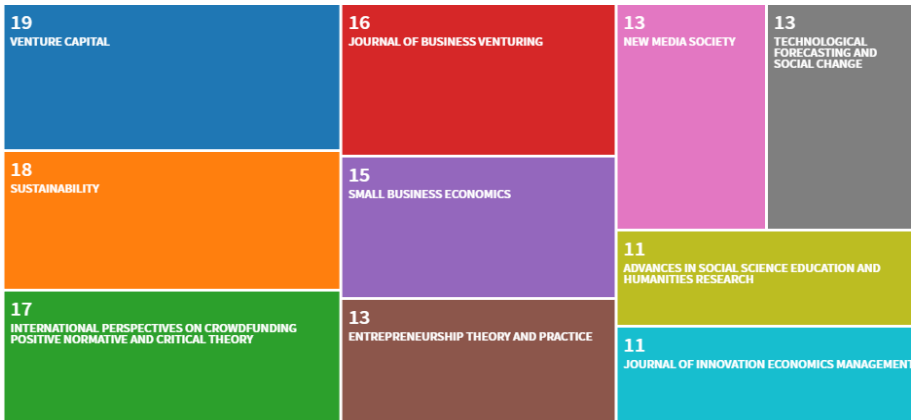 19
VENTURE CAPITAL
18
SUSTAINABILITY
17
INTERNATIONAL PERSPECTIVES ON CROWDFUNDING
POSITIVE NORMATIVE AND CRITICAL THEORY
16
JOURNAL OF BUSINESS VENTURING
15
SMALL BUSINESS ECONOMICS
13
ENTREPRENEURSHIP THEORY AND PRACTICE
13
NEW MEDIA SOCIETY
13
TECHNOLOGICAL
FORECASTING AND
SOCIAL CHANGE
11
ADVANCES IN SOCIAL SCIENCE EDUCATION AND
HUMANITIES RESEARCH
11
JOURNAL OF INNOVATION ECONOMICS MANAGEMENT